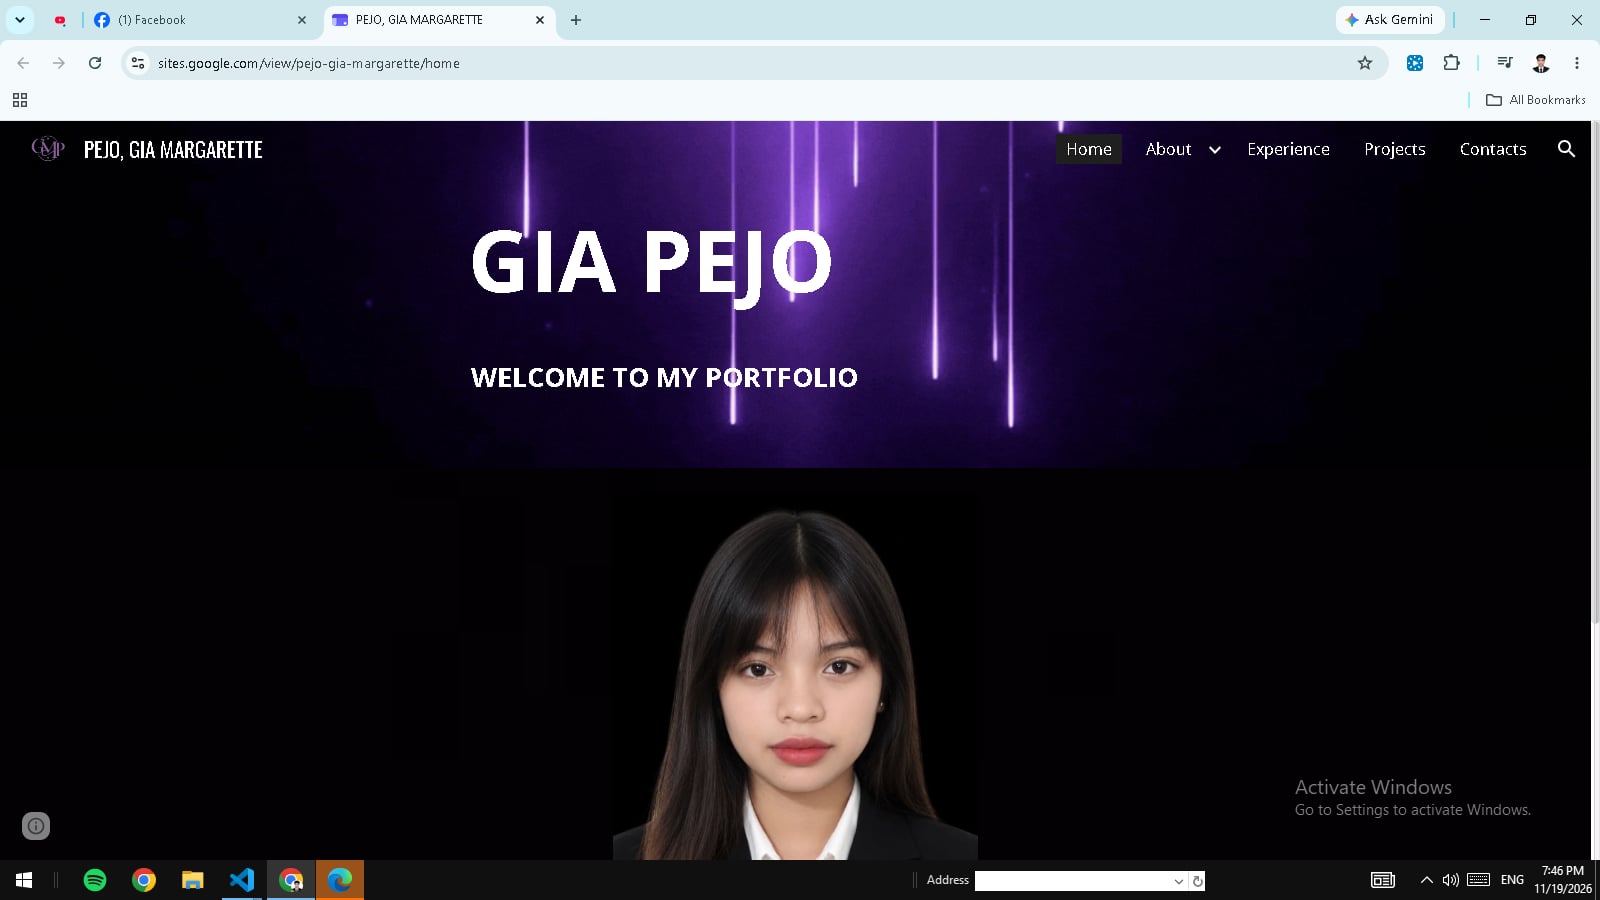 (1) Facebook
PEJO, GIA MARGARETTE
Ask Gemini
sites.google.com/view/pejo-gia-margarette/home
All Bookmarks
GMP
PEJO, GIA MARGARETTE
Home
About
Experience
Projects
Contacts
GIA PEJO
WELCOME TO MY PORTFOLIO
Activate Windows
Go to Settings to activate Windows.
Address
ENG
7:46 PM
11/19/2026